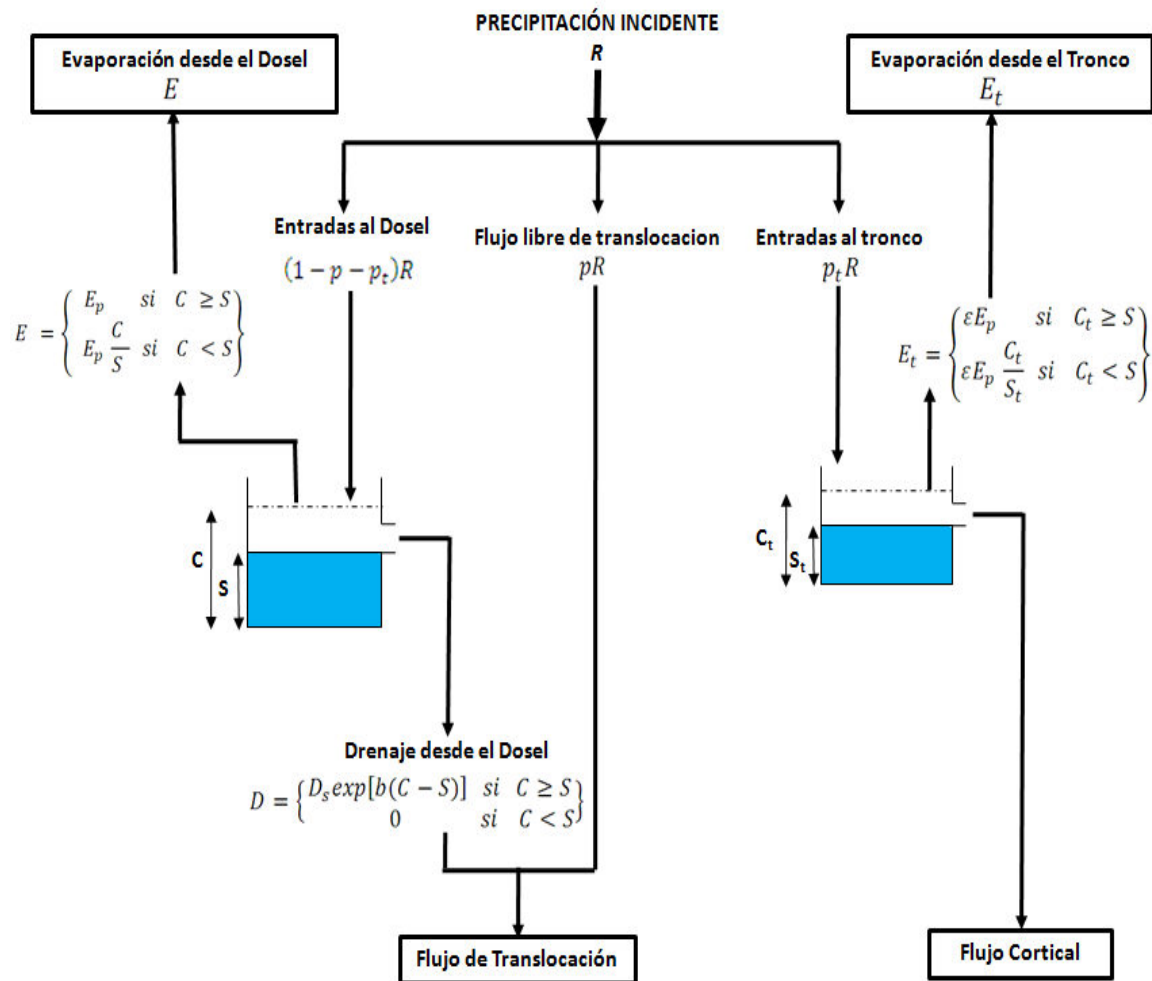 PRECIPITACIÓN INCIDENTE
R
Evaporación desde el Dosel
E
Evaporación desde el Tronco
E_t
Entradas al Dosel
(1 − p − p_t)R
Flujo libre de translocacion
pR
Entradas al tronco
p_t R
E = { E_p si C ≥ S
E_p C/S si C < S }
E_t = { εE_p si C_t ≥ S
εE_p C_t/S_t si C_t < S }
C
S
C_t
S_t
Drenaje desde el Dosel
D = { D_s exp[b(C − S)] si C ≥ S
0 si C < S }
Flujo de Translocación
Flujo Cortical